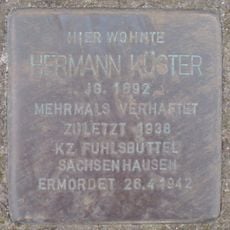 HIER WOHNTE
HERMANN KÜSTER
JG. 1892
MEHRMALS VERHAFTET
ZULETZT 1938
KZ FUHLSBÜTTEL
SACHSENHAUSEN
ERMORDET 26.4.1942